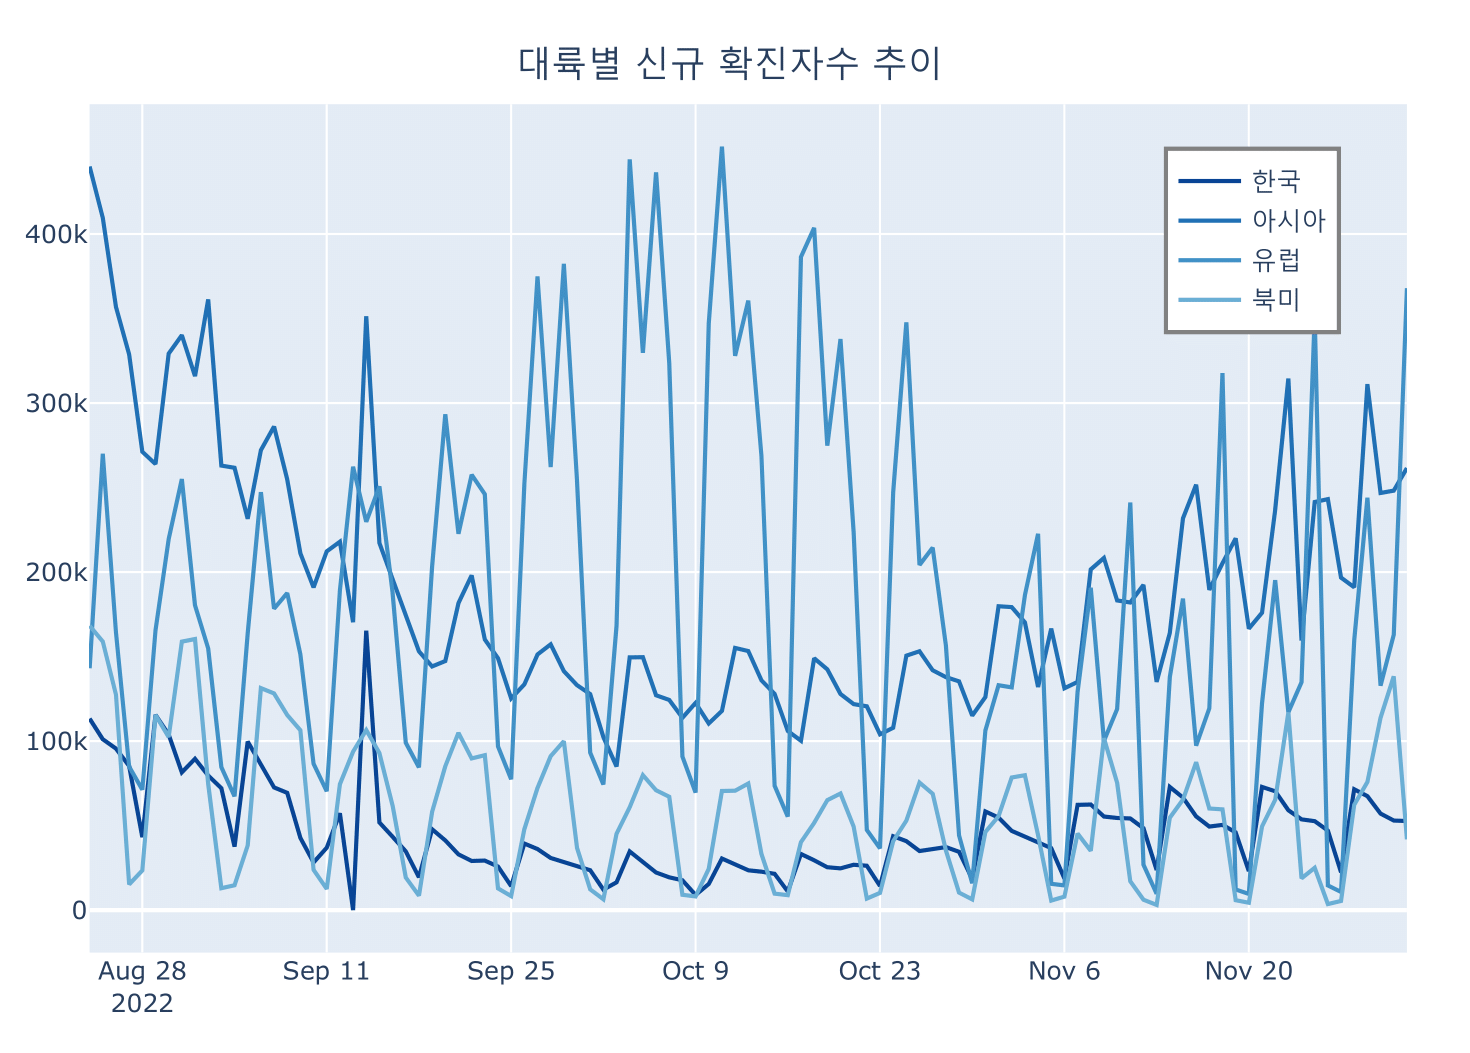 대륙별 신규 확진자수 추이
한국
아시아
유럽
북미
400k
300k
200k
100k
0
Aug 28
2022
Sep 11
Sep 25
Oct 9
Oct 23
Nov 6
Nov 20